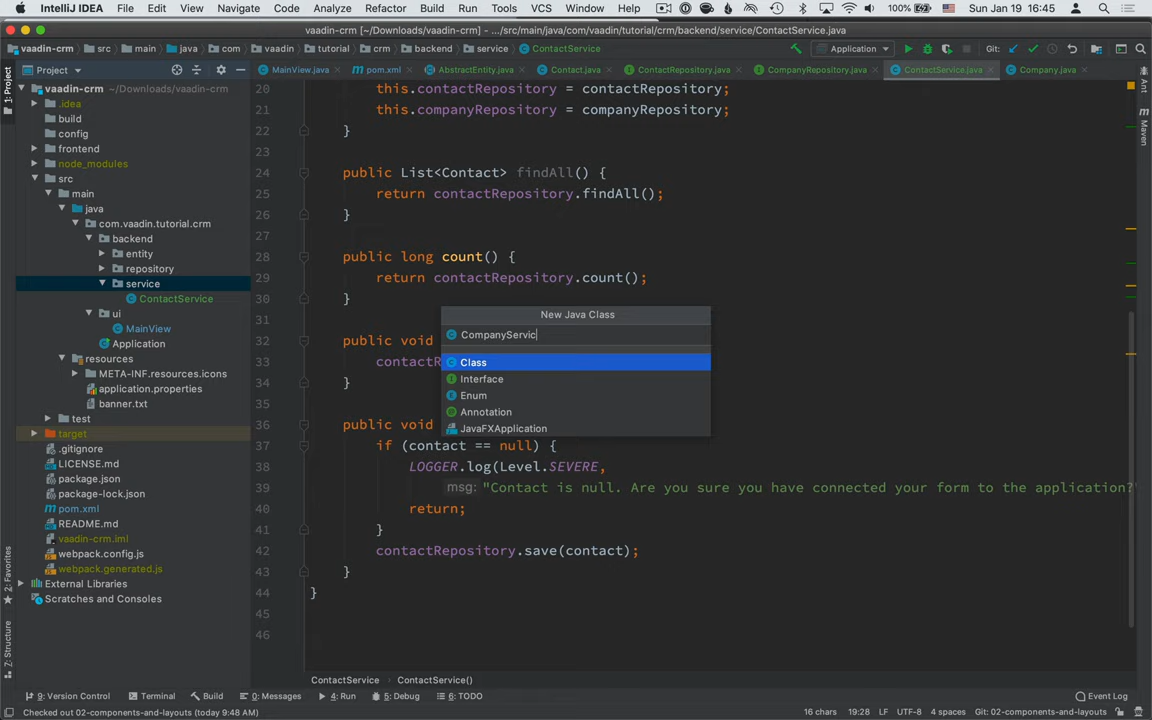 IntelliJ IDEA File Edit View Navigate Code Analyze Refactor Build Run Tools VCS Window Help 100% Sun Jan 19 16:45
vaadin-crm [~/Downloads/vaadin-crm] – .../src/main/java/com/vaadin/tutorial/crm/backend/service/ContactService.java
vaadin-crm src main java com vaadin tutorial crm backend service ContactService Application Git:
Project MainView.java pom.xml AbstractEntity.java Contact.java ContactRepository.java CompanyRepository.java ContactService.java Company.java
1: Project
Ant
Maven
2: Favorites
7: Structure
vaadin-crm ~/Downloads/vaadin-crm
.idea
build
config
frontend
node_modules
src
main
java
com.vaadin.tutorial.crm
backend
entity
repository
service
ContactService
ui
MainView
Application
resources
META-INF.resources.icons
application.properties
banner.txt
test
target
.gitignore
LICENSE.md
package.json
package-lock.json
pom.xml
README.md
vaadin-crm.iml
webpack.config.js
webpack.generated.js
External Libraries
Scratches and Consoles
20 this.contactRepository = contactRepository;
21 this.companyRepository = companyRepository;
22 }
23
24 public List<Contact> findAll() {
25 return contactRepository.findAll();
26 }
27
28 public long count() {
29 return contactRepository.count();
30 }
31
32 public void
33 contactR
34 }
35
36 public void
37 if (contact == null) {
38 LOGGER.log(Level.SEVERE,
39 msg: "Contact is null. Are you sure you have connected your form to the application?"
40 return;
41 }
42 contactRepository.save(contact);
43 }
44 }
45
46
New Java Class
CompanyServic
Class
Interface
Enum
Annotation
JavaFXApplication
ContactService ContactService()
9: Version Control Terminal Build 0: Messages 4: Run 5: Debug 6: TODO Event Log
Checked out 02-components-and-layouts (today 9:48 AM) 16 chars 19:28 LF UTF-8 4 spaces Git: 02-components-and-layouts